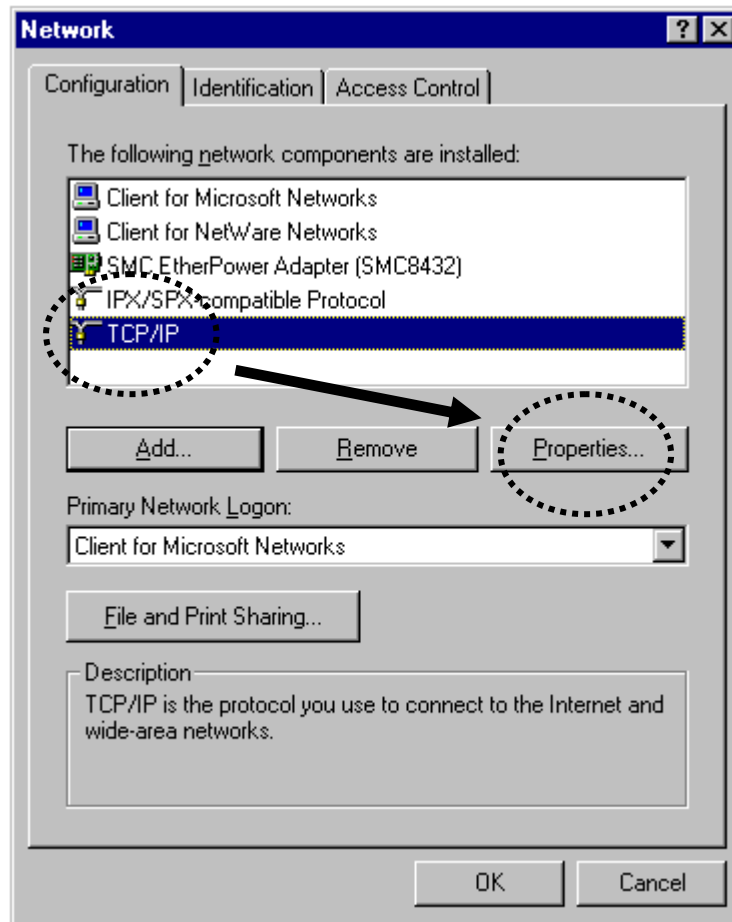 Network
Configuration Identification Access Control
The following network components are installed:
Client for Microsoft Networks
Client for NetWare Networks
SMC EtherPower Adapter (SMC8432)
IPX/SPX-compatible Protocol
TCP/IP
Add... Remove Properties...
Primary Network Logon:
Client for Microsoft Networks
File and Print Sharing...
Description
TCP/IP is the protocol you use to connect to the Internet and
wide-area networks.
OK Cancel